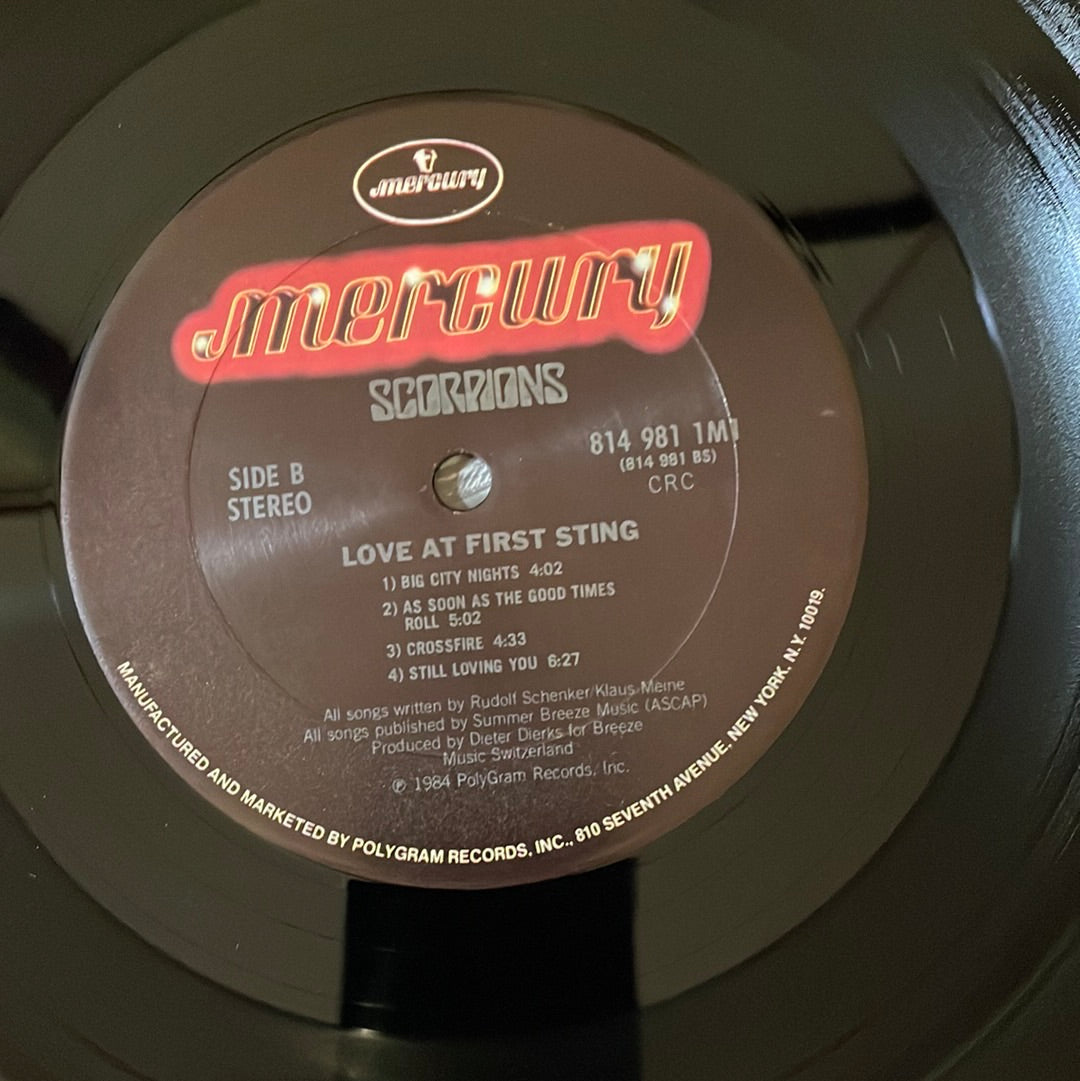 mercury
mercury
SCORPIONS
SIDE B
STEREO
814 981 1M1
(814 981 BS)
CRC
LOVE AT FIRST STING
1) BIG CITY NIGHTS 4:02
2) AS SOON AS THE GOOD TIMES
ROLL 5:02
3) CROSSFIRE 4:33
4) STILL LOVING YOU 6:27
All songs written by Rudolf Schenker/Klaus Meine
All songs published by Summer Breeze Music (ASCAP)
Produced by Dieter Dierks for Breeze
Music Switzerland
℗ 1984 PolyGram Records, Inc.
MANUFACTURED AND MARKETED BY POLYGRAM RECORDS, INC., 810 SEVENTH AVENUE, NEW YORK, N.Y. 10019.